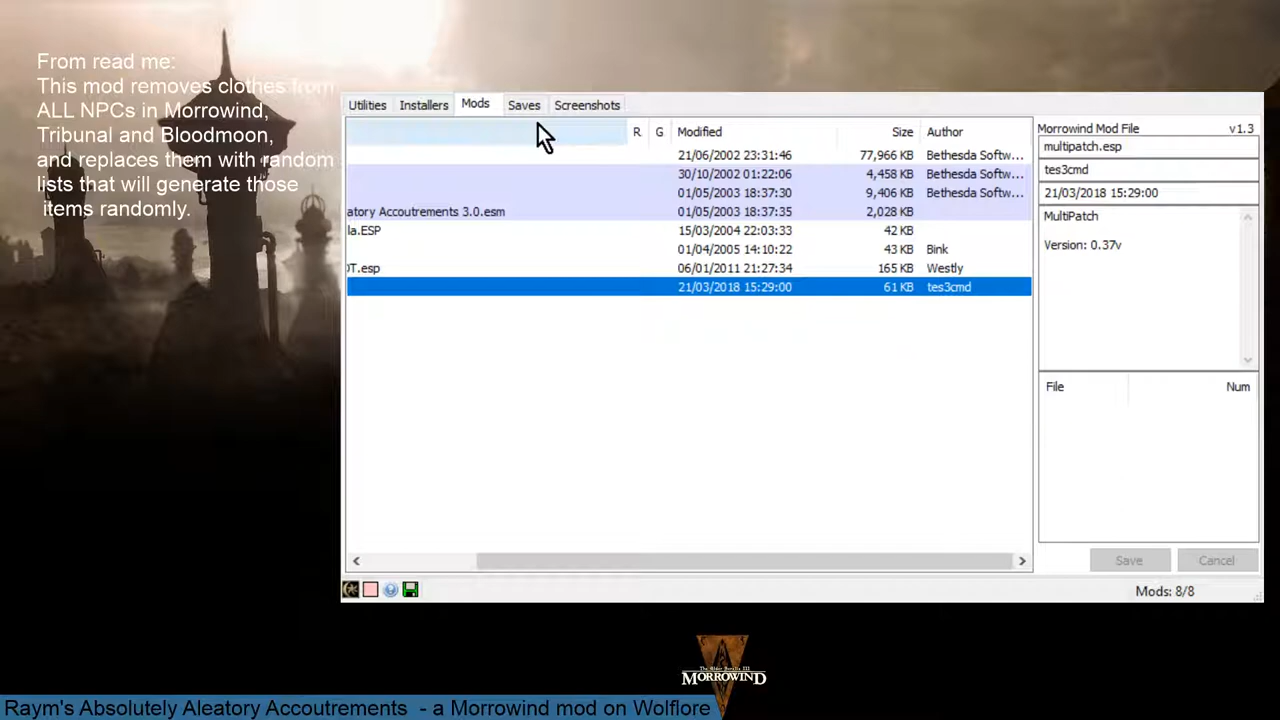 From read me:
This mod removes clothes from
ALL NPCs in Morrowind,
Tribunal and Bloodmoon,
and replaces them with random
lists that will generate those
items randomly.
Utilities Installers Mods Saves Screenshots
R G Modified Size Author
21/06/2002 23:31:46 77,966 KB Bethesda Softw...
30/10/2002 01:22:06 4,458 KB Bethesda Softw...
01/05/2003 18:37:30 9,406 KB Bethesda Softw...
atory Accoutrements 3.0.esm 01/05/2003 18:37:35 2,028 KB
la.ESP 15/03/2004 22:03:33 42 KB
01/04/2005 14:10:22 43 KB Bink
OT.esp 06/01/2011 21:27:34 165 KB Westly
21/03/2018 15:29:00 61 KB tes3cmd
Morrowind Mod File v1.3
multipatch.esp
tes3cmd
21/03/2018 15:29:00
MultiPatch
Version: 0.37v
File Num
Save Cancel
Mods: 8/8
The Elder Scrolls III
MORROWIND
Raym's Absolutely Aleatory Accoutrements - a Morrowind mod on Wolflore